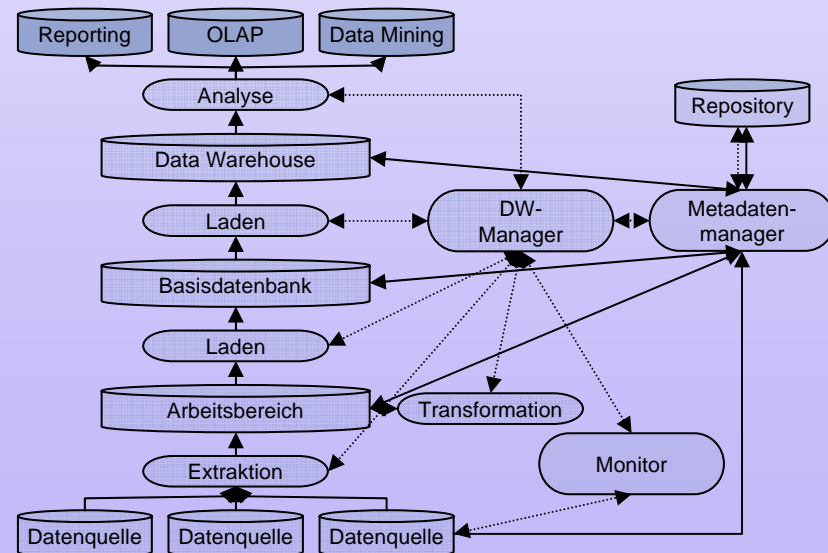 Reporting
OLAP
Data Mining
Analyse
Repository
Data Warehouse
Laden
DW-
Manager
Metadaten-
manager
Basisdatenbank
Laden
Arbeitsbereich
Transformation
Extraktion
Monitor
Datenquelle
Datenquelle
Datenquelle